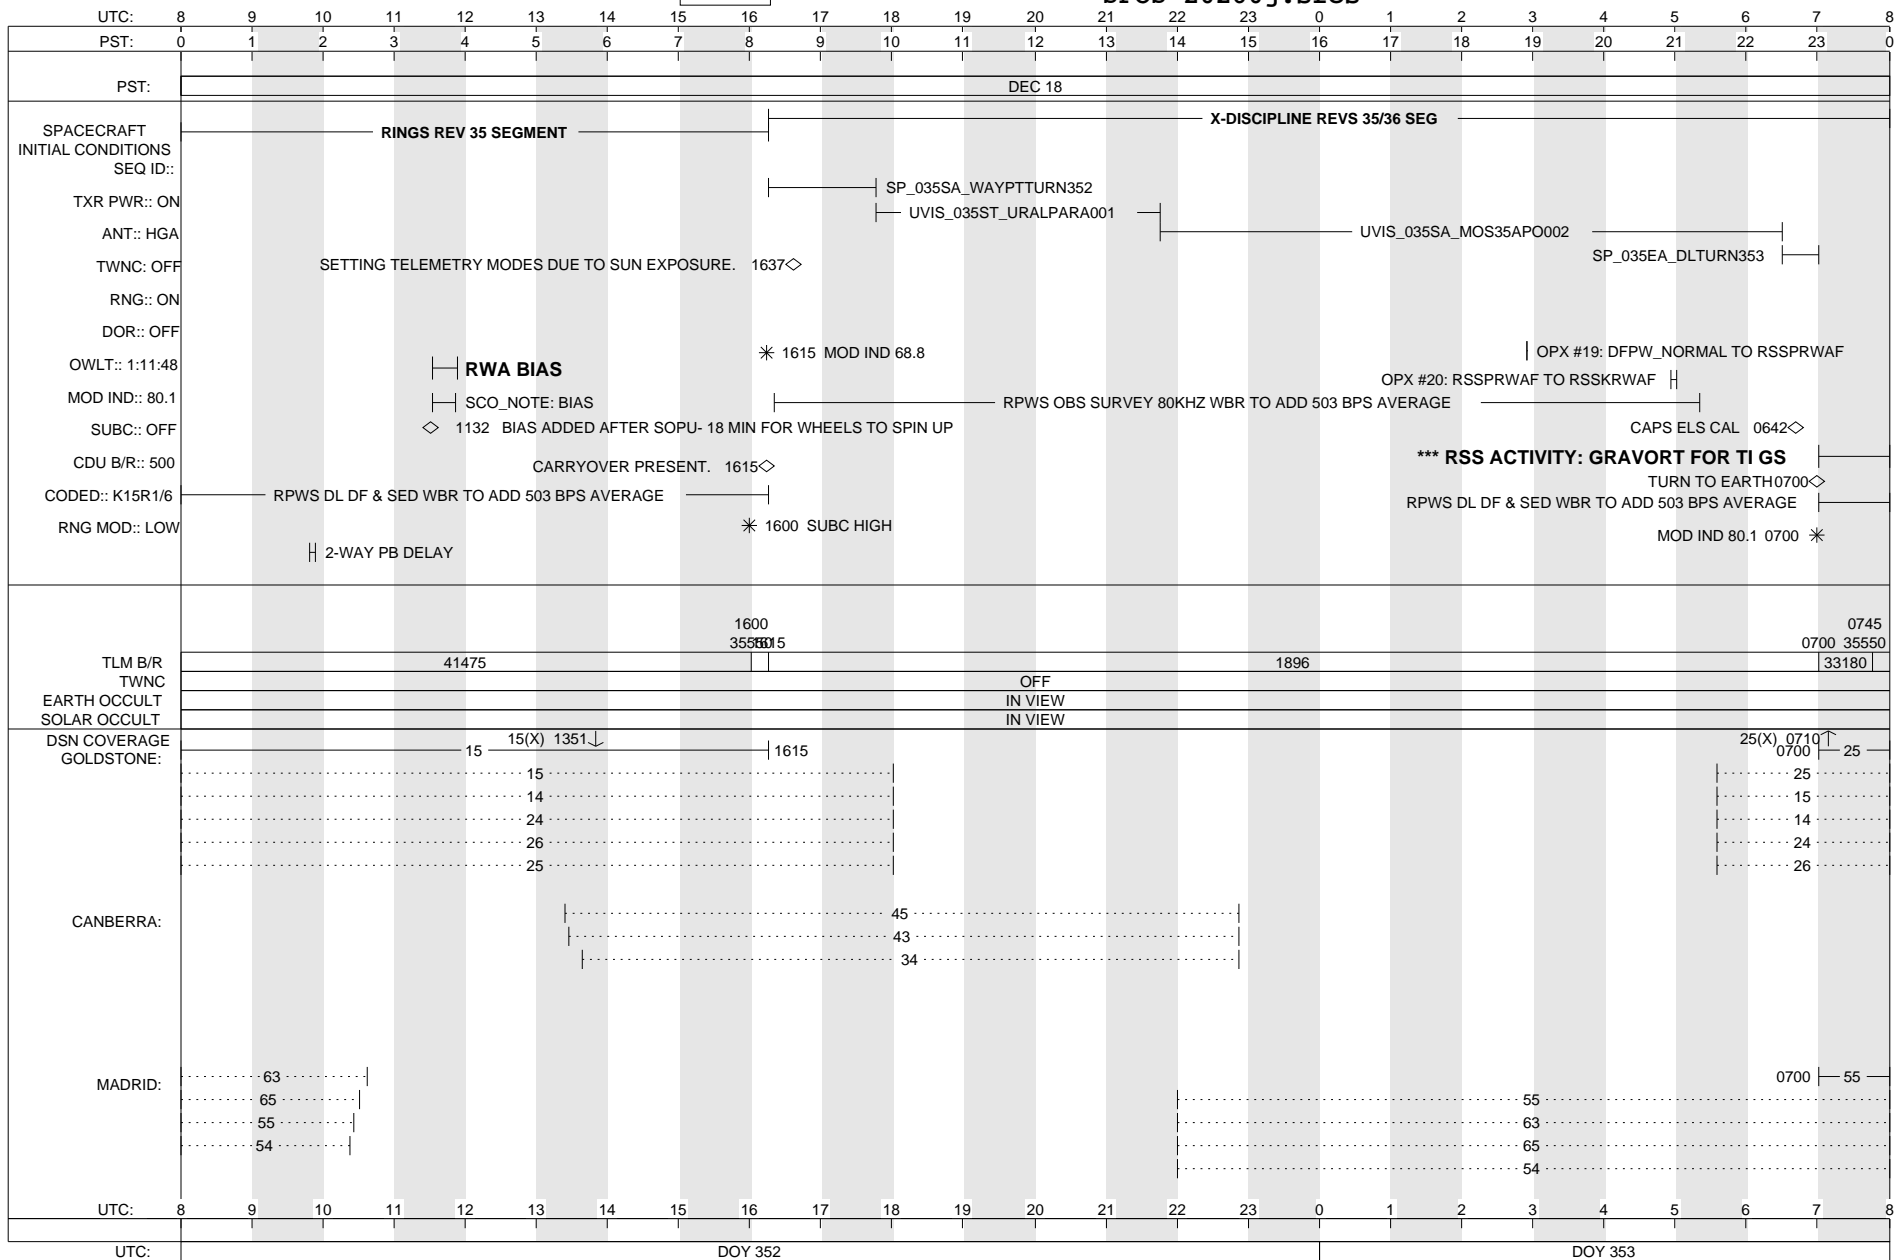 UTC: 8 9 10 11 12 13 14 15 16 17 18 19 20 21 22 23 0 1 2 3 4 5 6 7 8
PST: 0 1 2 3 4 5 6 7 8 9 10 11 12 13 14 15 16 17 18 19 20 21 22 23 0
PST: DEC 18
SPACECRAFT
INITIAL CONDITIONS
RINGS REV 35 SEGMENT
X-DISCIPLINE REVS 35/36 SEG
SEQ ID::
SP_035SA_WAYPTTURN352
TXR PWR:: ON
UVIS_035ST_URALPARA001
ANT:: HGA
UVIS_035SA_MOS35APO002
SP_035EA_DLTURN353
TWNC: OFF
SETTING TELEMETRY MODES DUE TO SUN EXPOSURE. 1637
RNG:: ON
DOR:: OFF
1615 MOD IND 68.8
OPX #19: DFPW_NORMAL TO RSSPRWAF
OWLT:: 1:11:48
RWA BIAS
OPX #20: RSSPRWAF TO RSSKRWAF
MOD IND:: 80.1
SCO_NOTE: BIAS
RPWS OBS SURVEY 80KHZ WBR TO ADD 503 BPS AVERAGE
SUBC:: OFF
1132 BIAS ADDED AFTER SOPU- 18 MIN FOR WHEELS TO SPIN UP
CAPS ELS CAL 0642
CDU B/R:: 500
CARRYOVER PRESENT. 1615
*** RSS ACTIVITY: GRAVORT FOR TI GS
TURN TO EARTH0700
CODED:: K15R1/6
RPWS DL DF & SED WBR TO ADD 503 BPS AVERAGE
RPWS DL DF & SED WBR TO ADD 503 BPS AVERAGE
RNG MOD:: LOW
1600 SUBC HIGH
MOD IND 80.1 0700
2-WAY PB DELAY
1600 0745
35550 1615 0700 35550
TLM B/R 41475 1896 33180
TWNC OFF
EARTH OCCULT IN VIEW
SOLAR OCCULT IN VIEW
DSN COVERAGE 15(X) 1351 25(X) 0710
GOLDSTONE: 15 1615 0700 25
15 25
14 15
24 14
26 24
25 26
CANBERRA: 45
43
34
MADRID: 63 0700 55
65 55
55 63
54 65
54
UTC: 8 9 10 11 12 13 14 15 16 17 18 19 20 21 22 23 0 1 2 3 4 5 6 7 8
UTC: DOY 352 DOY 353